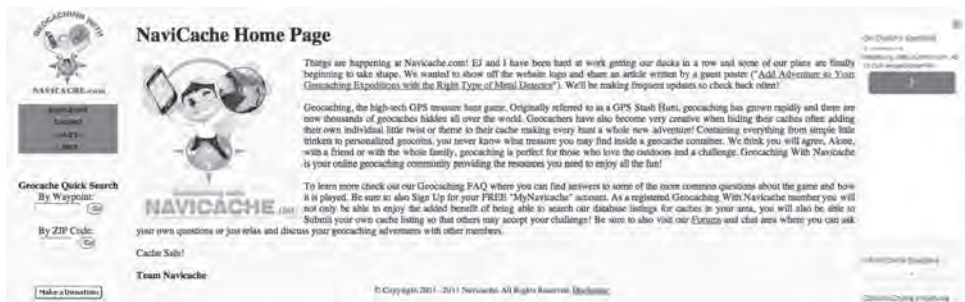 GEOCACHING WITH
NAVICACHE.com
Geocache Quick Search
By Waypoint:
Go
By ZIP Code:
Go
Make a Donation
NaviCache Home Page
Things are happening at Navicache.com! EJ and I have been hard at work getting our ducks in a row and some of our plans are finally
beginning to take shape. We wanted to show off the website logo and share an article written by a guest poster ("Add Adventure to Your
Geocaching Expeditions with the Right Type of Metal Detector"). We'll be making frequent updates so check back often!
Geocaching, the high-tech GPS treasure hunt game. Originally referred to as a GPS Stash Hunt, geocaching has grown rapidly and there are
now thousands of geocaches hidden all over the world. Geocachers have also become very creative when hiding their caches often adding
their own individual little twist or theme to their cache making every hunt a whole new adventure! Containing everything from simple little
trinkets to personalized geocoins, you never know what treasure you may find inside a geocache container. We think you will agree, Alone,
with a friend or with the whole family, geocaching is perfect for those who love the outdoors and a challenge. Geocaching With Navicache
is your online geocaching community providing the resources you need to enjoy all the fun!
NAVICACHE.com
To learn more check out our Geocaching FAQ where you can find answers to some of the more common questions about the game and how
it is played. Be sure to also Sign Up for your FREE "MyNavicache" account. As a registered Geocaching With Navicache member you will
not only be able to enjoy the added benefit of being able to search our database listings for caches in your area, you will also be able to
Submit your own cache listing so that others may accept your challenge! Be sure to also visit our Forums and chat area where you can ask
your own questions or just relax and discuss your geocaching adventures with other members.
Cache Safe!
Team Navicache
© Copyright 2001 - 2011 Navicache. All Rights Reserved. Disclaimer